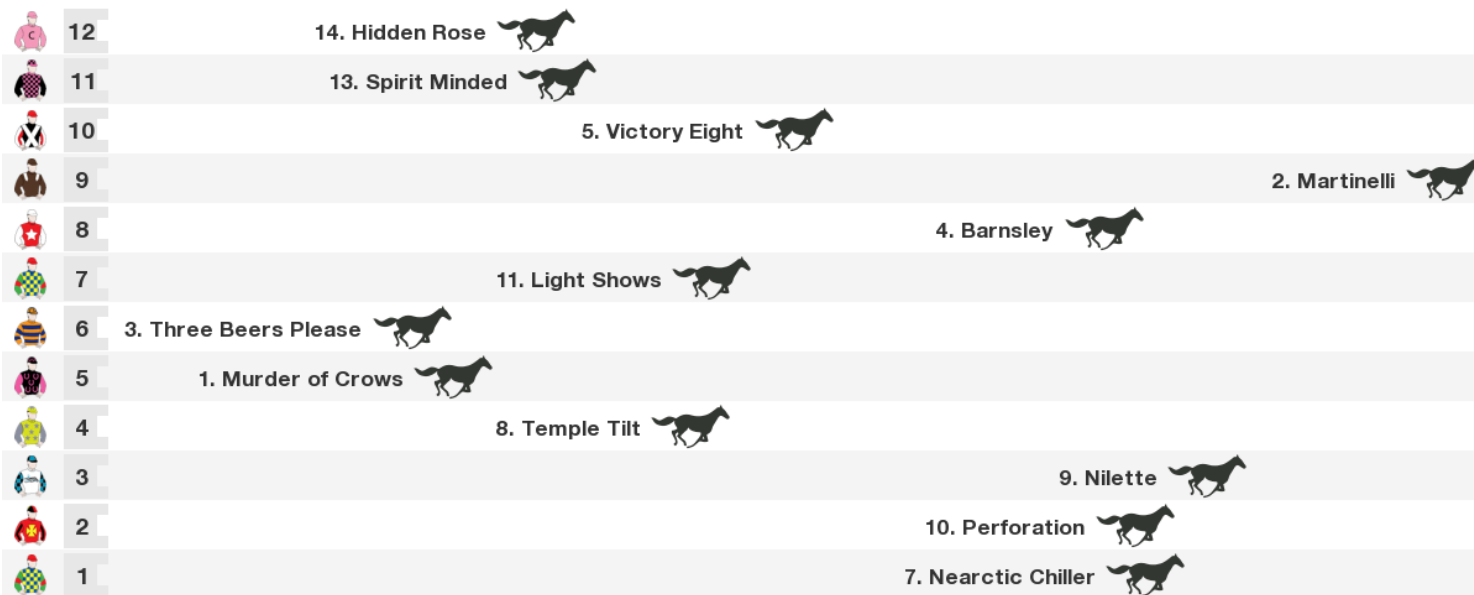 12 14. Hidden Rose
11 13. Spirit Minded
10 5. Victory Eight
9 2. Martinelli
8 4. Barnsley
7 11. Light Shows
6 3. Three Beers Please
5 1. Murder of Crows
4 8. Temple Tilt
3 9. Nilette
2 10. Perforation
1 7. Nearctic Chiller